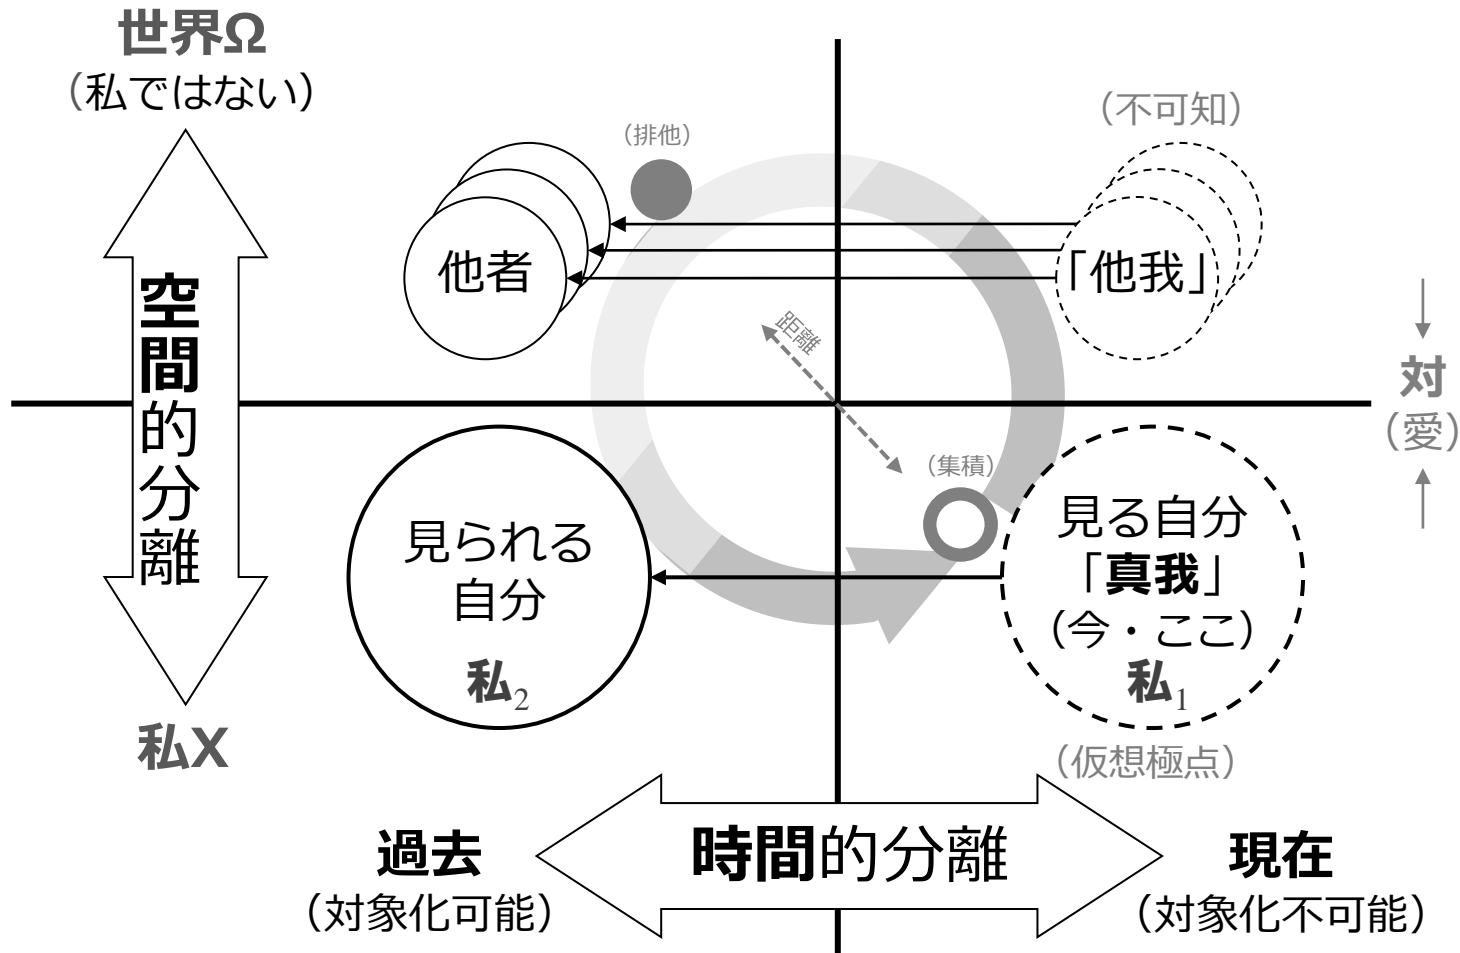 世界Ω
（私ではない）
（排他）
（不可知）
他者
「他我」
距離
空間的分離
対
（愛）
（集積）
見られる
自分
私2
見る自分
「真我」
（今・ここ）
私1
私X
（仮想極点）
過去
（対象化可能）
時間的分離
現在
（対象化不可能）